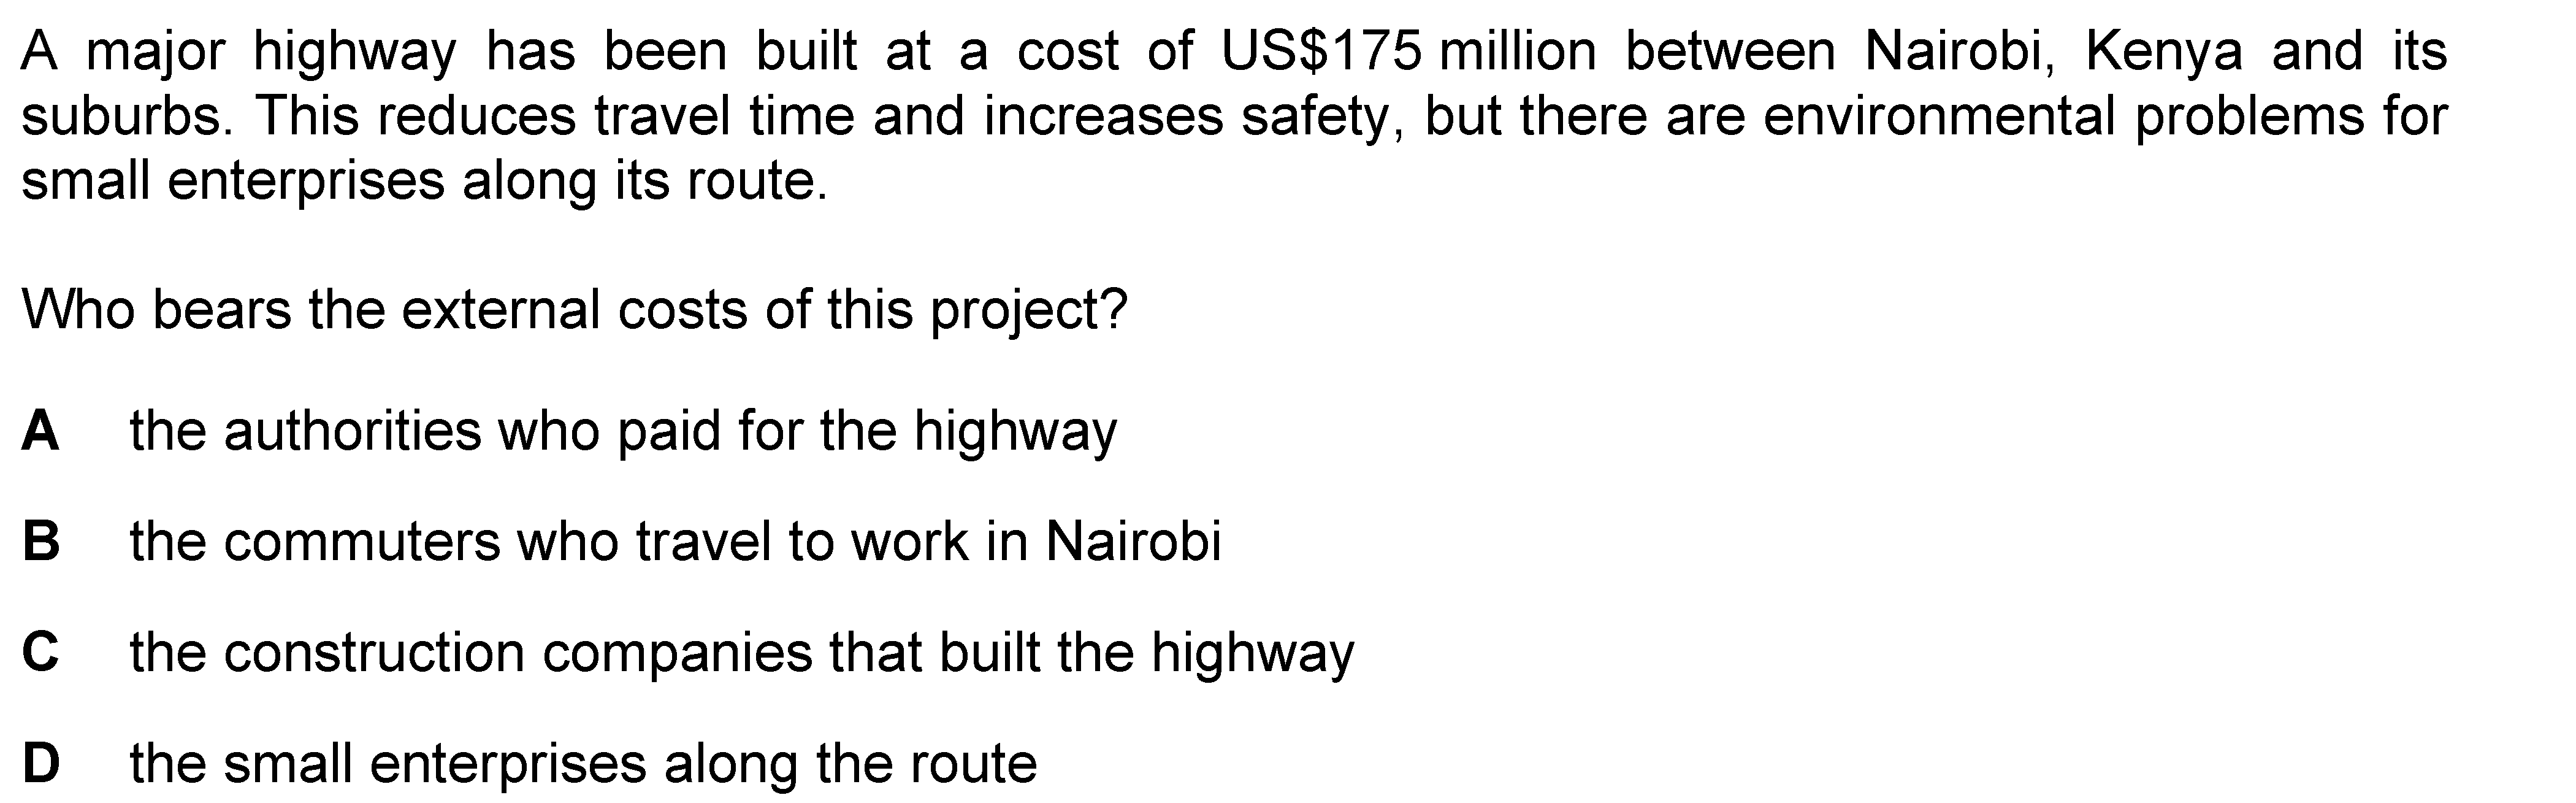 A major highway has been built at a cost of US$175 million between Nairobi, Kenya and its
suburbs. This reduces travel time and increases safety, but there are environmental problems for
small enterprises along its route.
Who bears the external costs of this project?
A the authorities who paid for the highway
B the commuters who travel to work in Nairobi
C the construction companies that built the highway
D the small enterprises along the route